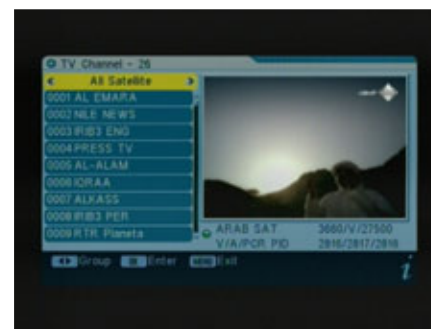 TV Channel - 26
All Satellite
0001 AL EMARA
0002 NILE NEWS
0003 IRIB3 ENG
0004 PRESS TV
0005 AL-ALAM
0006 IQRAA
0007 ALKASS
0008 IRIB3 PER
0009 RTR Planeta
ARAB SAT 3660/V/27500
V/A/PCR PID 2816/2817/2816
Group Enter MENU Exit
i